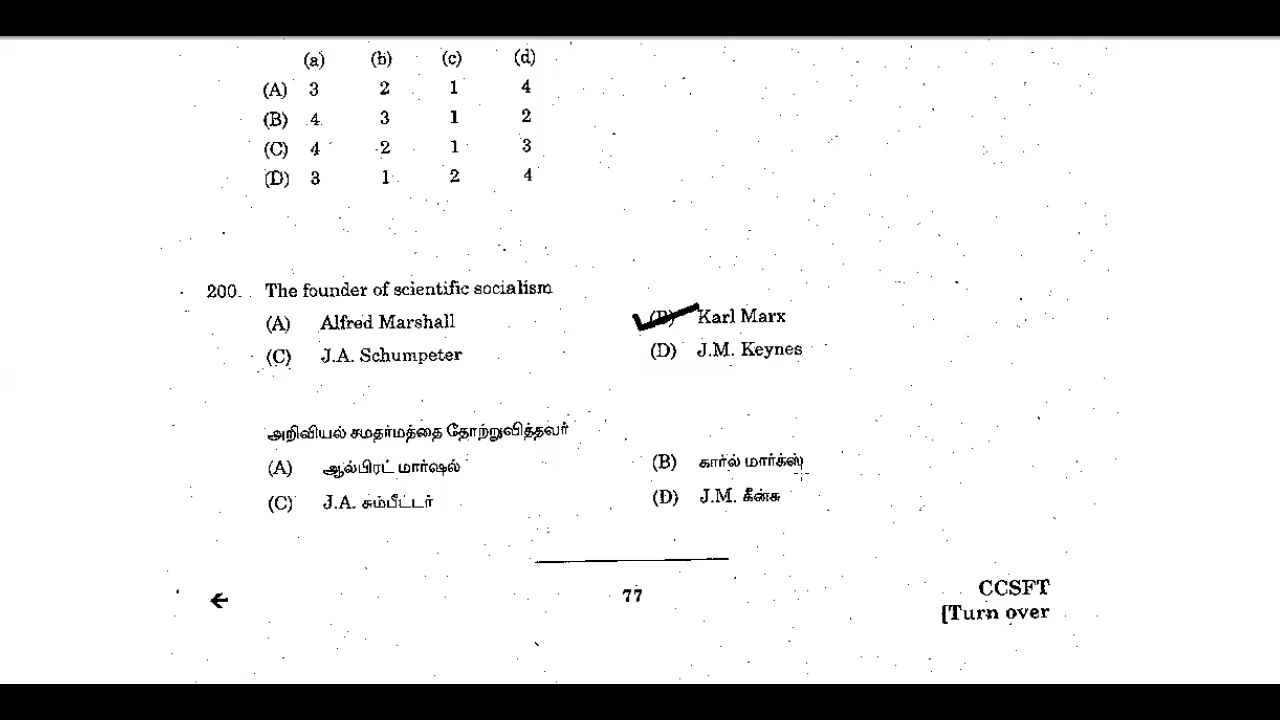 (a) (b) (c) (d)
(A) 3 2 1 4
(B) 4 3 1 2
(C) 4 2 1 3
(D) 3 1 2 4
200. The founder of scientific socialism
(A) Alfred Marshall (B) Karl Marx
(C) J.A. Schumpeter (D) J.M. Keynes
அறிவியல் சமதர்மத்தை தோற்றுவித்தவர்
(A) ஆல்பிரட் மார்ஷல் (B) கார்ல் மார்க்ஸ்
(C) J.A. சும்பீட்டர் (D) J.M. கீன்சு
77
CCSFT
[Turn over